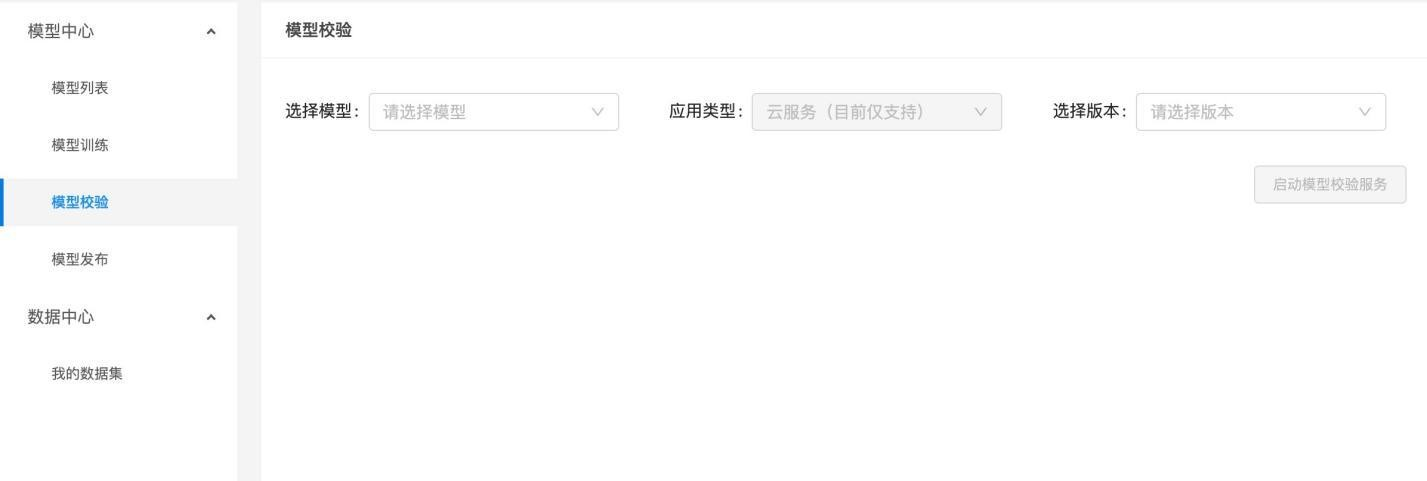 模型中心
模型列表
模型训练
模型校验
模型发布
数据中心
我的数据集
模型校验
选择模型： 请选择模型 应用类型： 云服务（目前仅支持） 选择版本： 请选择版本
启动模型校验服务